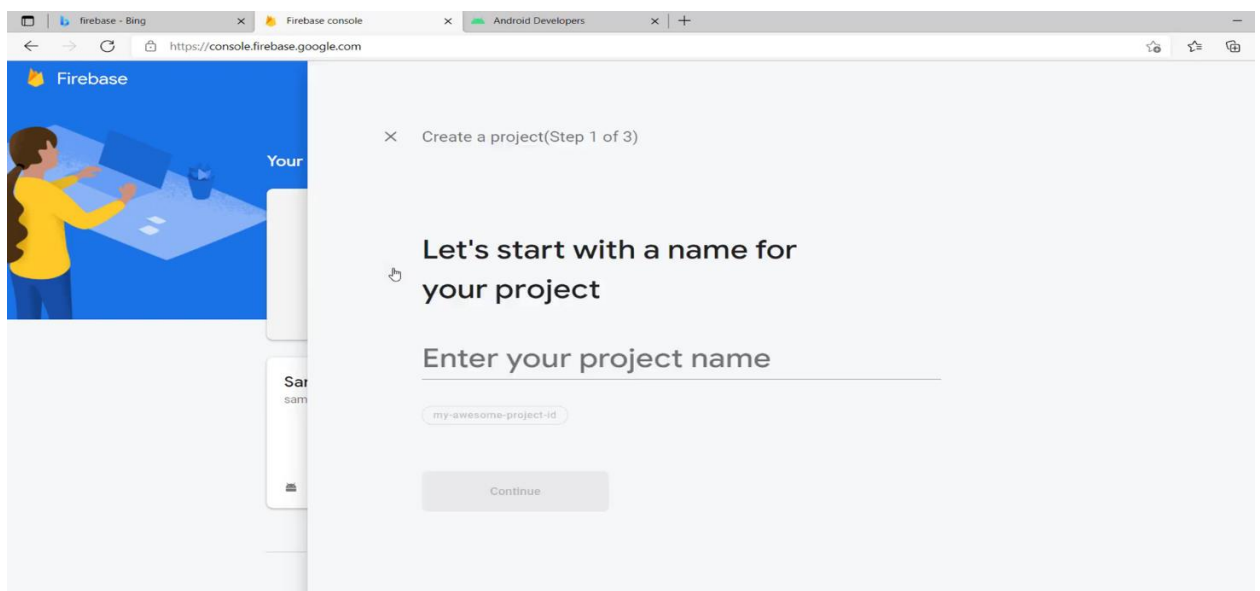 firebase - Bing
Firebase console
Android Developers
https://console.firebase.google.com
Firebase
Create a project(Step 1 of 3)
Your
Let's start with a name for
your project
Enter your project name
Sar
sam
my-awesome-project-id
Continue